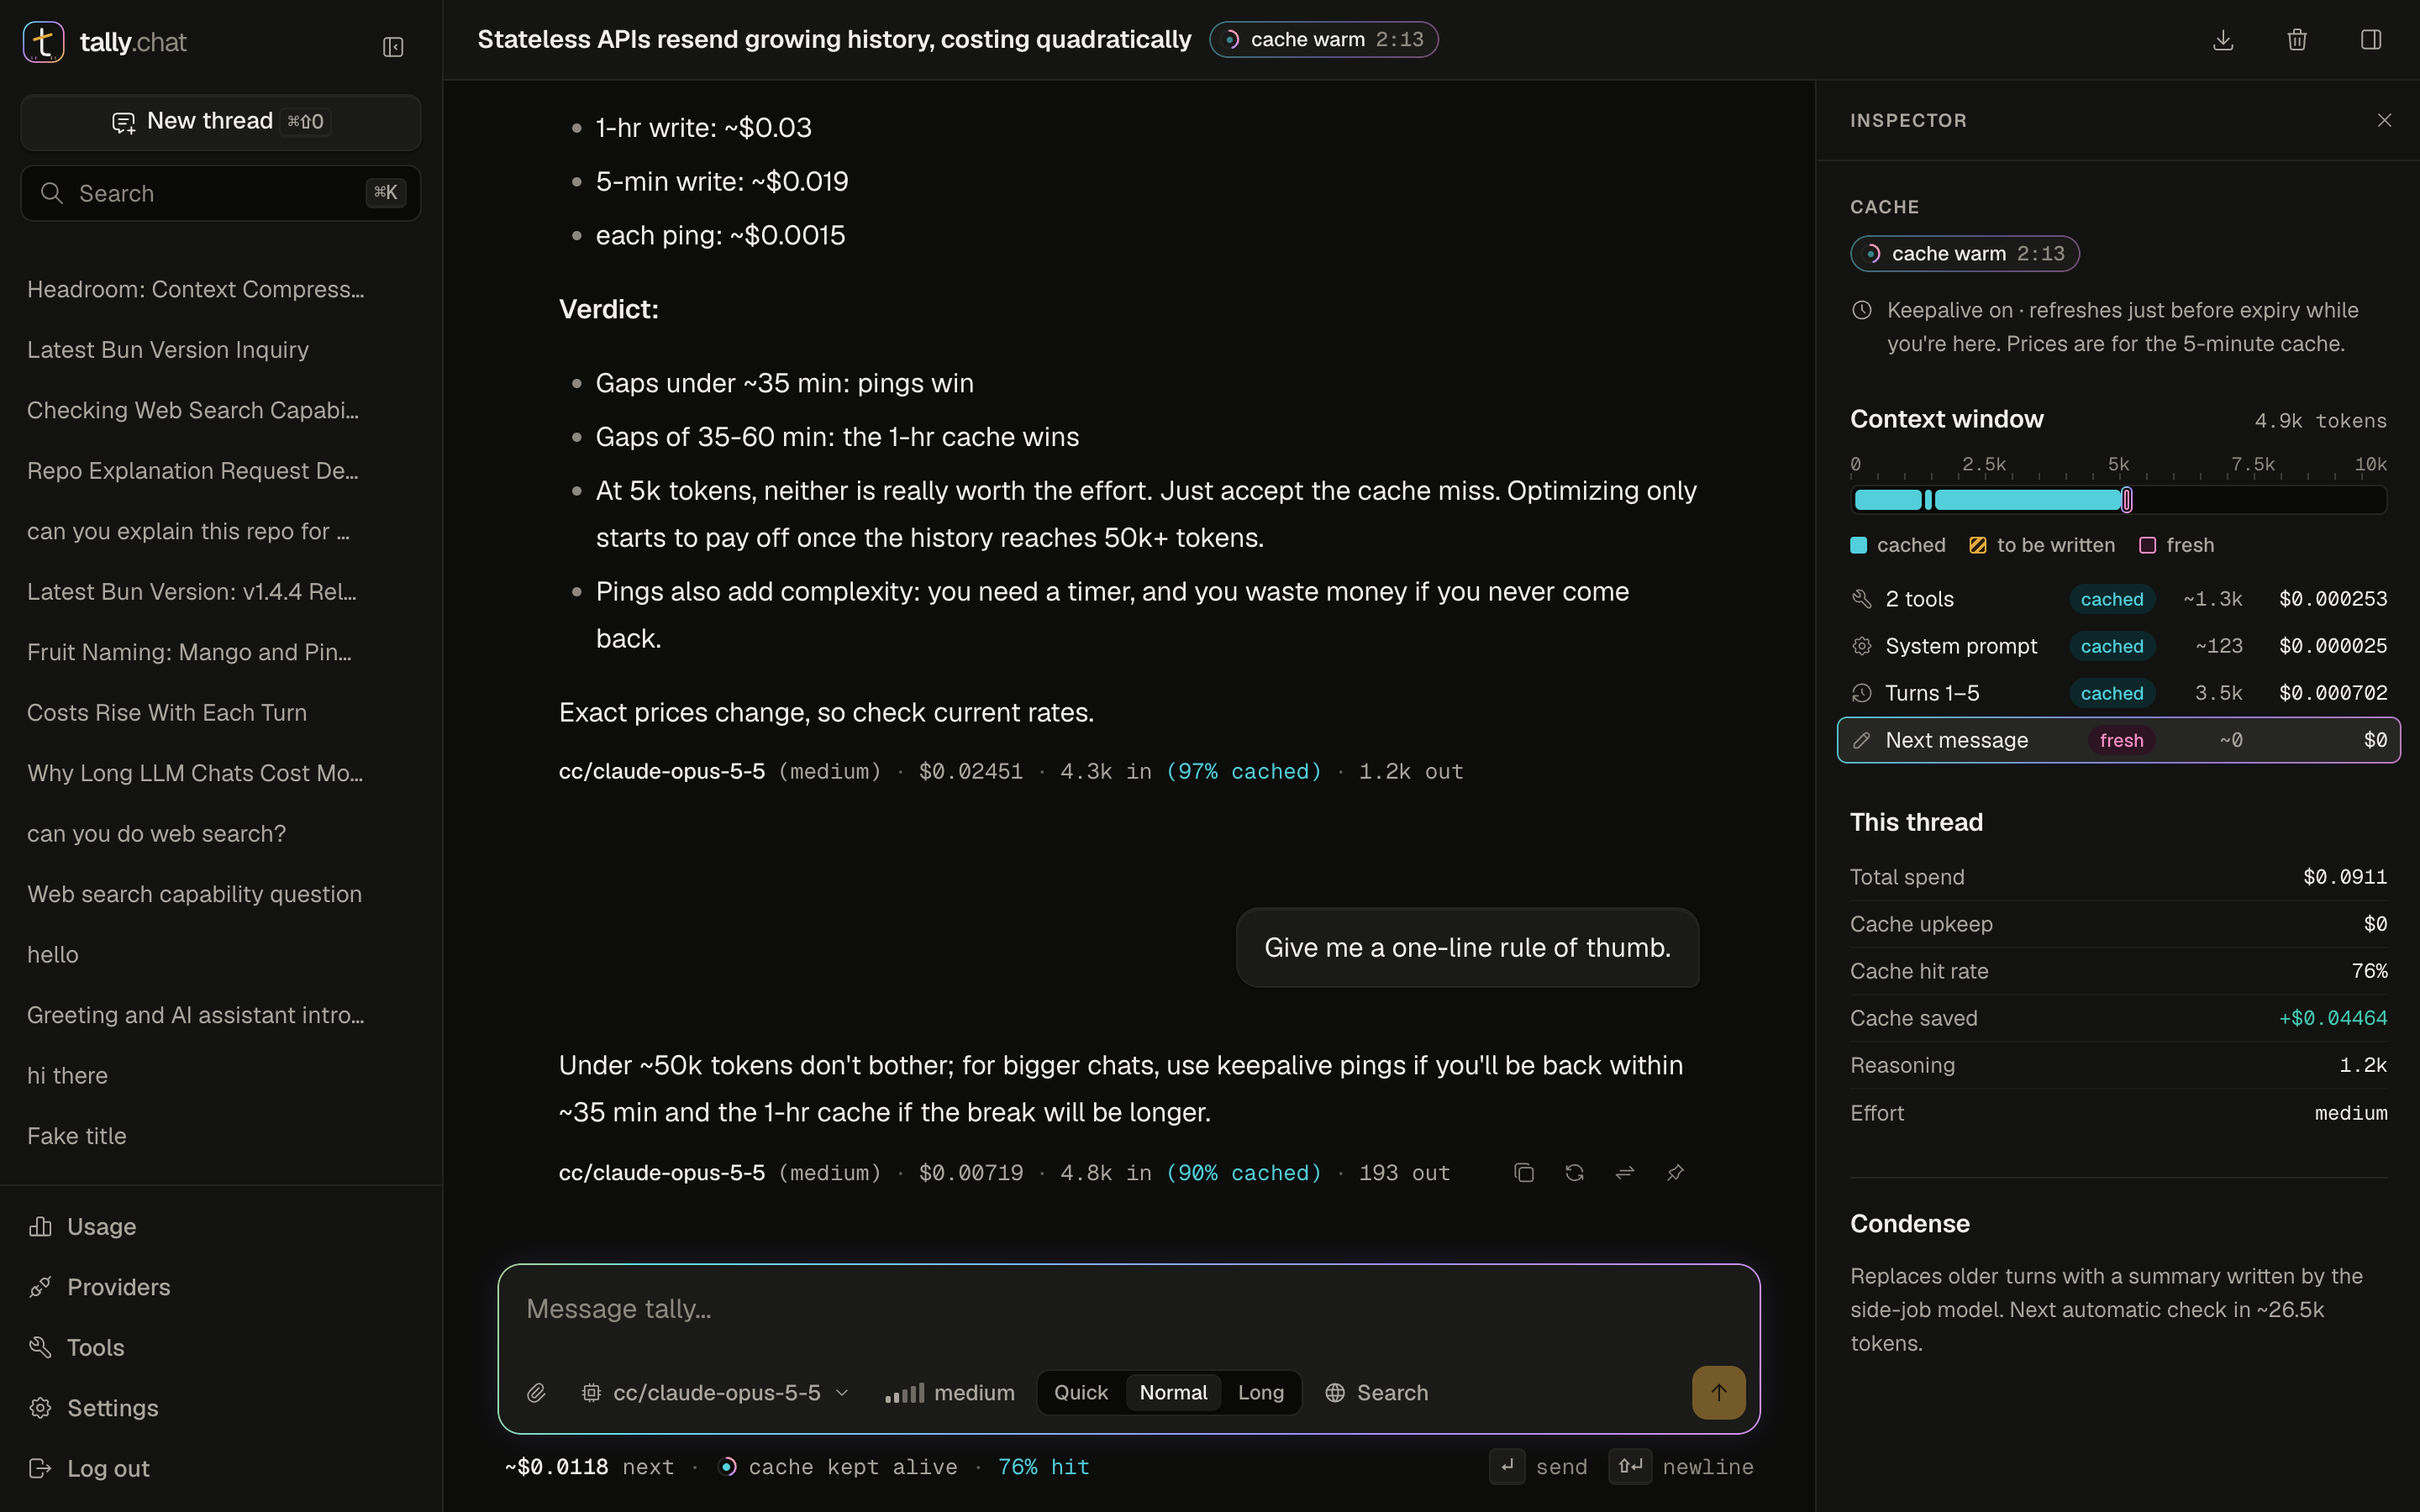 tally.chat
New thread ⌘⇧O
Search ⌘K
Headroom: Context Compress...
Latest Bun Version Inquiry
Checking Web Search Capabi...
Repo Explanation Request De...
can you explain this repo for ...
Latest Bun Version: v1.4.4 Rel...
Fruit Naming: Mango and Pin...
Costs Rise With Each Turn
Why Long LLM Chats Cost Mo...
can you do web search?
Web search capability question
hello
Greeting and AI assistant intro...
hi there
Fake title
Usage
Providers
Tools
Settings
Log out
Stateless APIs resend growing history, costing quadratically
cache warm 2:13
1-hr write: ~$0.03
5-min write: ~$0.019
each ping: ~$0.0015
Verdict:
Gaps under ~35 min: pings win
Gaps of 35-60 min: the 1-hr cache wins
At 5k tokens, neither is really worth the effort. Just accept the cache miss. Optimizing only
starts to pay off once the history reaches 50k+ tokens.
Pings also add complexity: you need a timer, and you waste money if you never come
back.
Exact prices change, so check current rates.
cc/claude-opus-5-5 (medium) · $0.02451 · 4.3k in (97% cached) · 1.2k out
Give me a one-line rule of thumb.
Under ~50k tokens don't bother; for bigger chats, use keepalive pings if you'll be back within
~35 min and the 1-hr cache if the break will be longer.
cc/claude-opus-5-5 (medium) · $0.00719 · 4.8k in (90% cached) · 193 out
Message tally...
cc/claude-opus-5-5 medium Quick Normal Long Search
~$0.0118 next · cache kept alive · 76% hit
↵ send ⇧↵ newline
INSPECTOR
CACHE
cache warm 2:13
Keepalive on · refreshes just before expiry while
you're here. Prices are for the 5-minute cache.
Context window 4.9k tokens
0 2.5k 5k 7.5k 10k
cached to be written fresh
2 tools cached ~1.3k $0.000253
System prompt cached ~123 $0.000025
Turns 1–5 cached 3.5k $0.000702
Next message fresh ~0 $0
This thread
Total spend $0.0911
Cache upkeep $0
Cache hit rate 76%
Cache saved +$0.04464
Reasoning 1.2k
Effort medium
Condense
Replaces older turns with a summary written by the
side-job model. Next automatic check in ~26.5k
tokens.